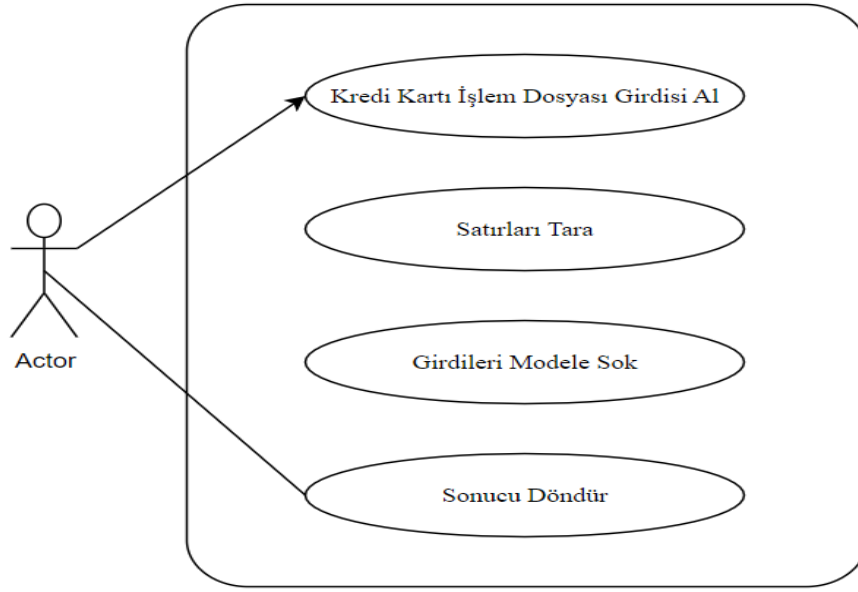 Kredi Kartı İşlem Dosyası Girdisi Al
Satırları Tara
Actor
Girdileri Modele Sok
Sonucu Döndür